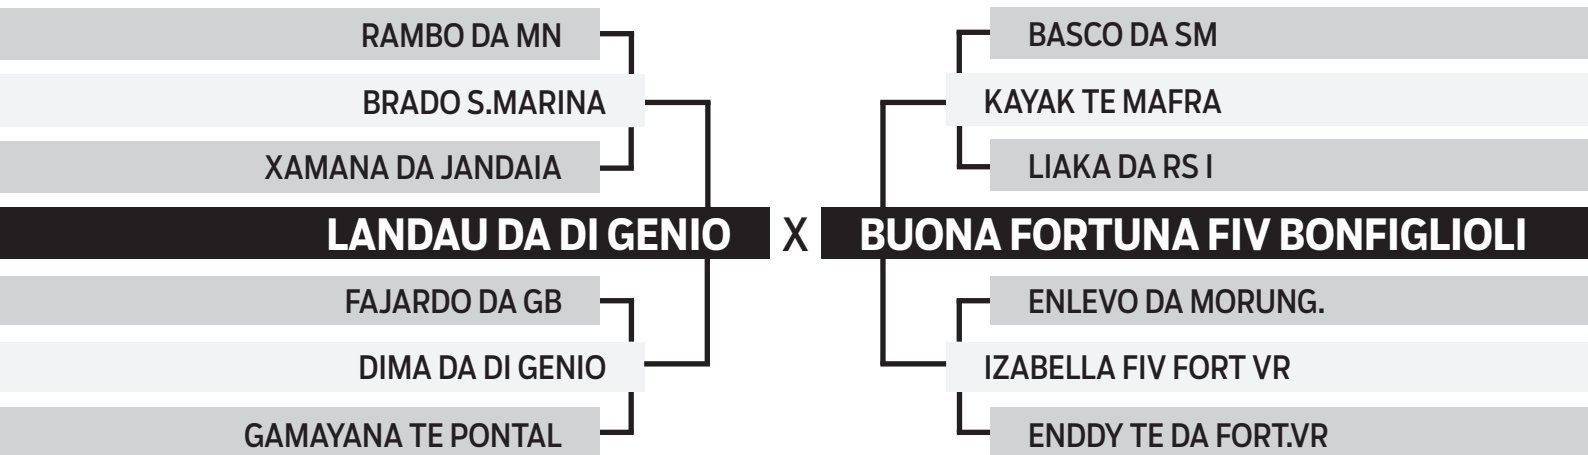 RAMBO DA MN
BRADO S.MARINA
XAMANA DA JANDAIA
LANDAU DA DI GENIO
FAJARDO DA GB
DIMA DA DI GENIO
GAMAYANA TE PONTAL
X
BASCO DA SM
KAYAK TE MAFRA
LIAKA DA RS I
BUONA FORTUNA FIV BONFIGLIOLI
ENLEVO DA MORUNG.
IZABELLA FIV FORT VR
ENDDY TE DA FORT.VR